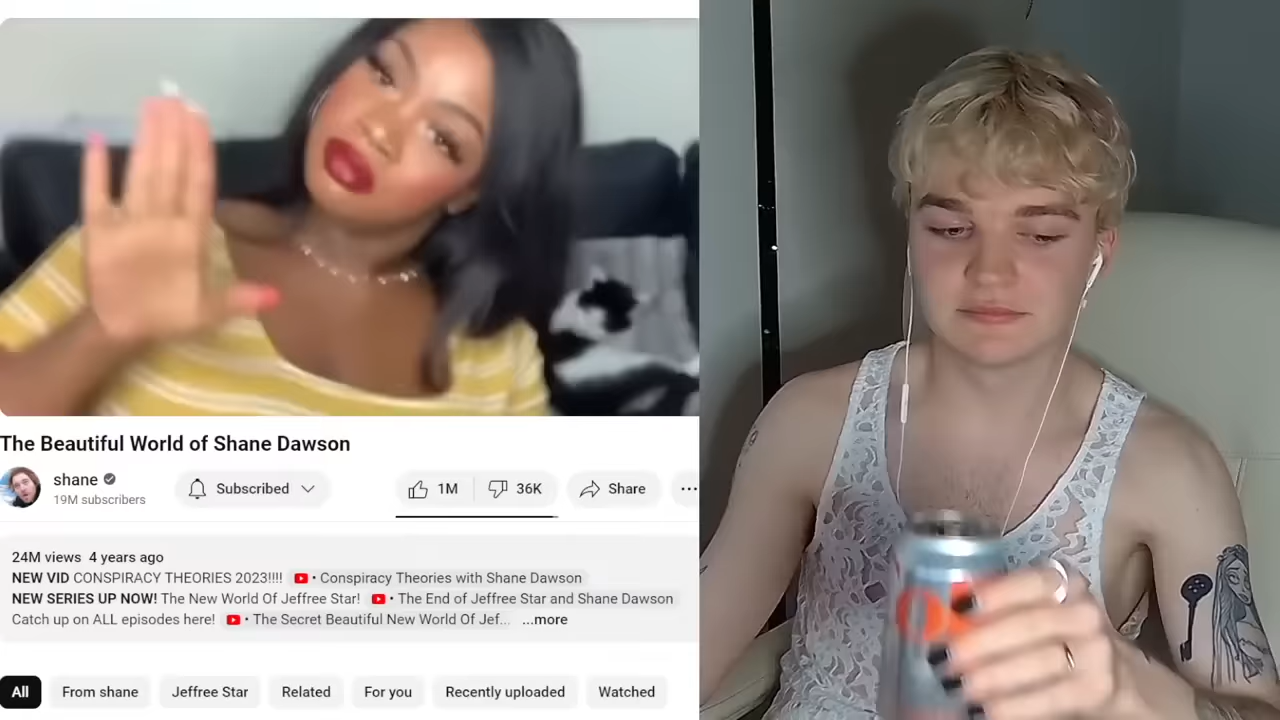 The Beautiful World of Shane Dawson
shane
19M subscribers
Subscribed
1M
36K
Share
24M views 4 years ago
NEW VID CONSPIRACY THEORIES 2023!!!! • Conspiracy Theories with Shane Dawson
NEW SERIES UP NOW! The New World Of Jeffree Star! • The End of Jeffree Star and Shane Dawson
Catch up on ALL episodes here! • The Secret Beautiful New World Of Jef... ...more
All From shane Jeffree Star Related For you Recently uploaded Watched